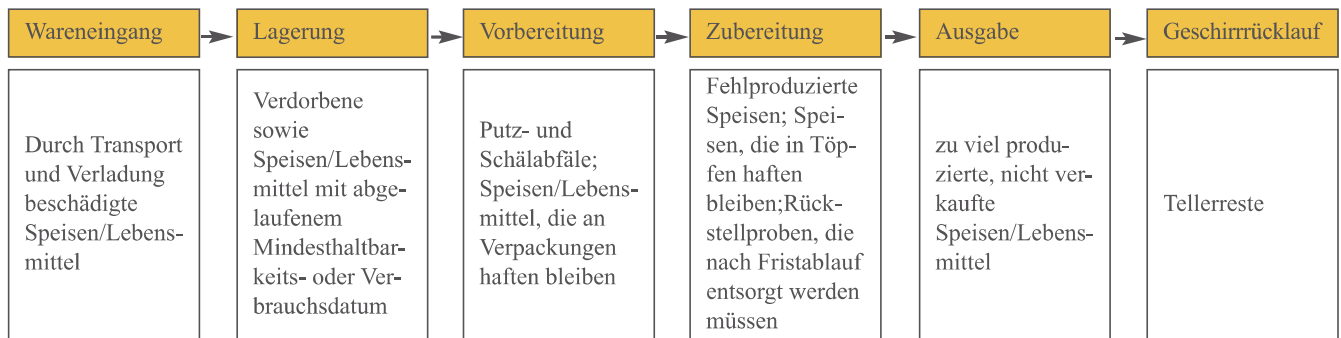 Wareneingang
Lagerung
Vorbereitung
Zubereitung
Ausgabe
Geschirrrücklauf
Durch Transport
und Verladung
beschädigte
Speisen/Lebens-
mittel
Verdorbene
sowie
Speisen/Lebens-
mittel mit abge-
laufenem
Mindesthaltbar-
keits- oder Ver-
brauchsdatum
Putz- und
Schälabfäle;
Speisen/Lebens-
mittel, die an
Verpackungen
haften bleiben
Fehlproduzierte
Speisen; Spei-
sen, die in Töp-
fen haften
bleiben;Rück-
stellproben, die
nach Fristablauf
entsorgt werden
müssen
zu viel produ-
zierte, nicht ver-
kaufte
Speisen/Lebens-
mittel
Tellerreste